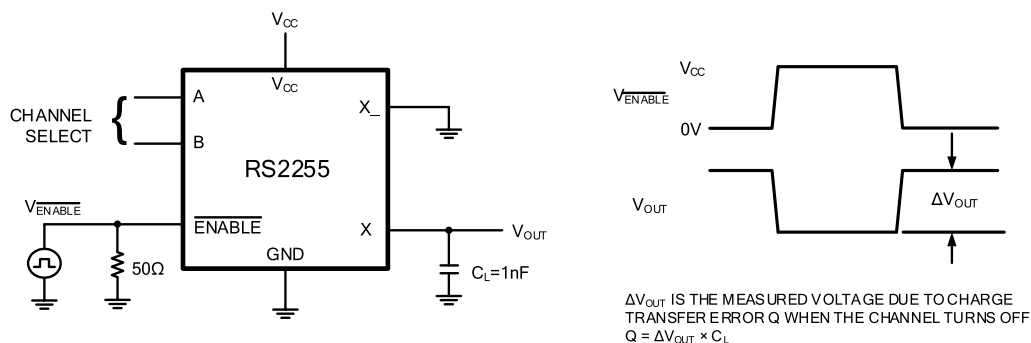 VCC
VCC
A
B
CHANNEL
SELECT
X_
RS2255
VENABLE
ENABLE
X
VOUT
GND
50Ω
CL=1nF
VCC
VENABLE
0V
VOUT
ΔVOUT
ΔVOUT IS THE MEASURED VOLTAGE DUE TO CHARGE
TRANSFER ERROR Q WHEN THE CHANNEL TURNS OFF
Q = ΔVOUT × CL